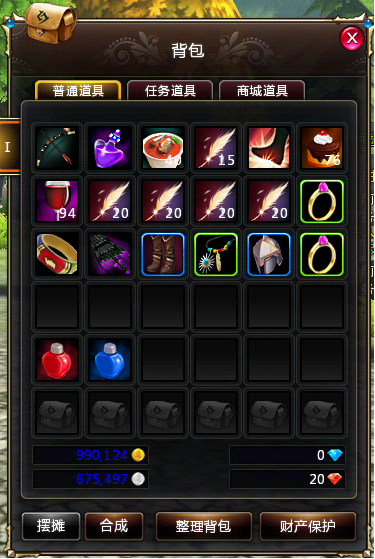 背包
普通道具 任务道具 商城道具
I
15 76
94 20 20 20 20
990,124 0
675,497 20
摆摊 合成 整理背包 财产保护